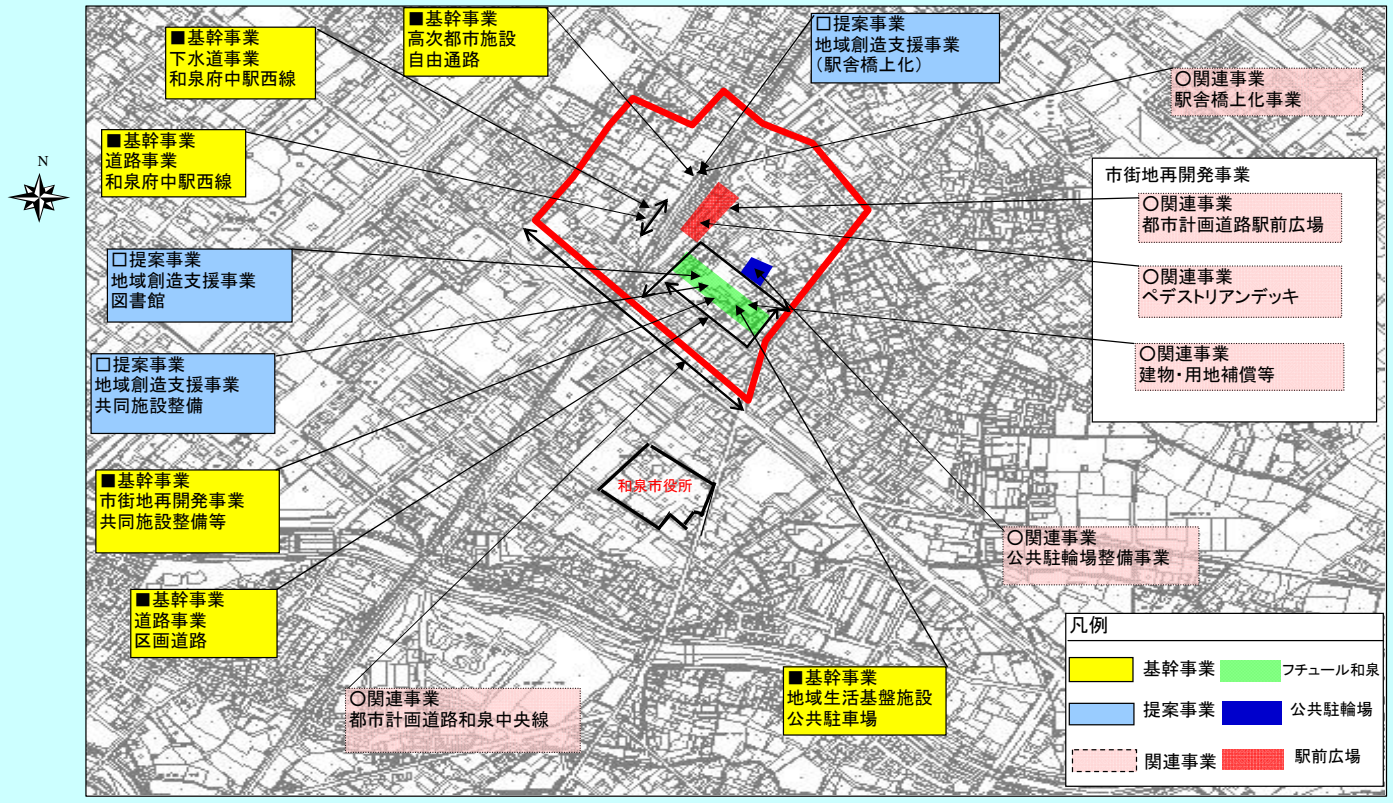 ■基幹事業
下水道事業
和泉府中駅西線
■基幹事業
高次都市施設
自由通路
□提案事業
地域創造支援事業
(駅舎橋上化)
○関連事業
駅舎橋上化事業
■基幹事業
道路事業
和泉府中駅西線
N
市街地再開発事業
○関連事業
都市計画道路駅前広場
○関連事業
ペデストリアンデッキ
○関連事業
建物・用地補償等
□提案事業
地域創造支援事業
図書館
□提案事業
地域創造支援事業
共同施設整備
■基幹事業
市街地再開発事業
共同施設整備等
和泉市役所
○関連事業
公共駐輪場整備事業
■基幹事業
道路事業
区画道路
○関連事業
都市計画道路和泉中央線
■基幹事業
地域生活基盤施設
公共駐車場
凡例
基幹事業 フチュール和泉
提案事業 公共駐輪場
関連事業 駅前広場